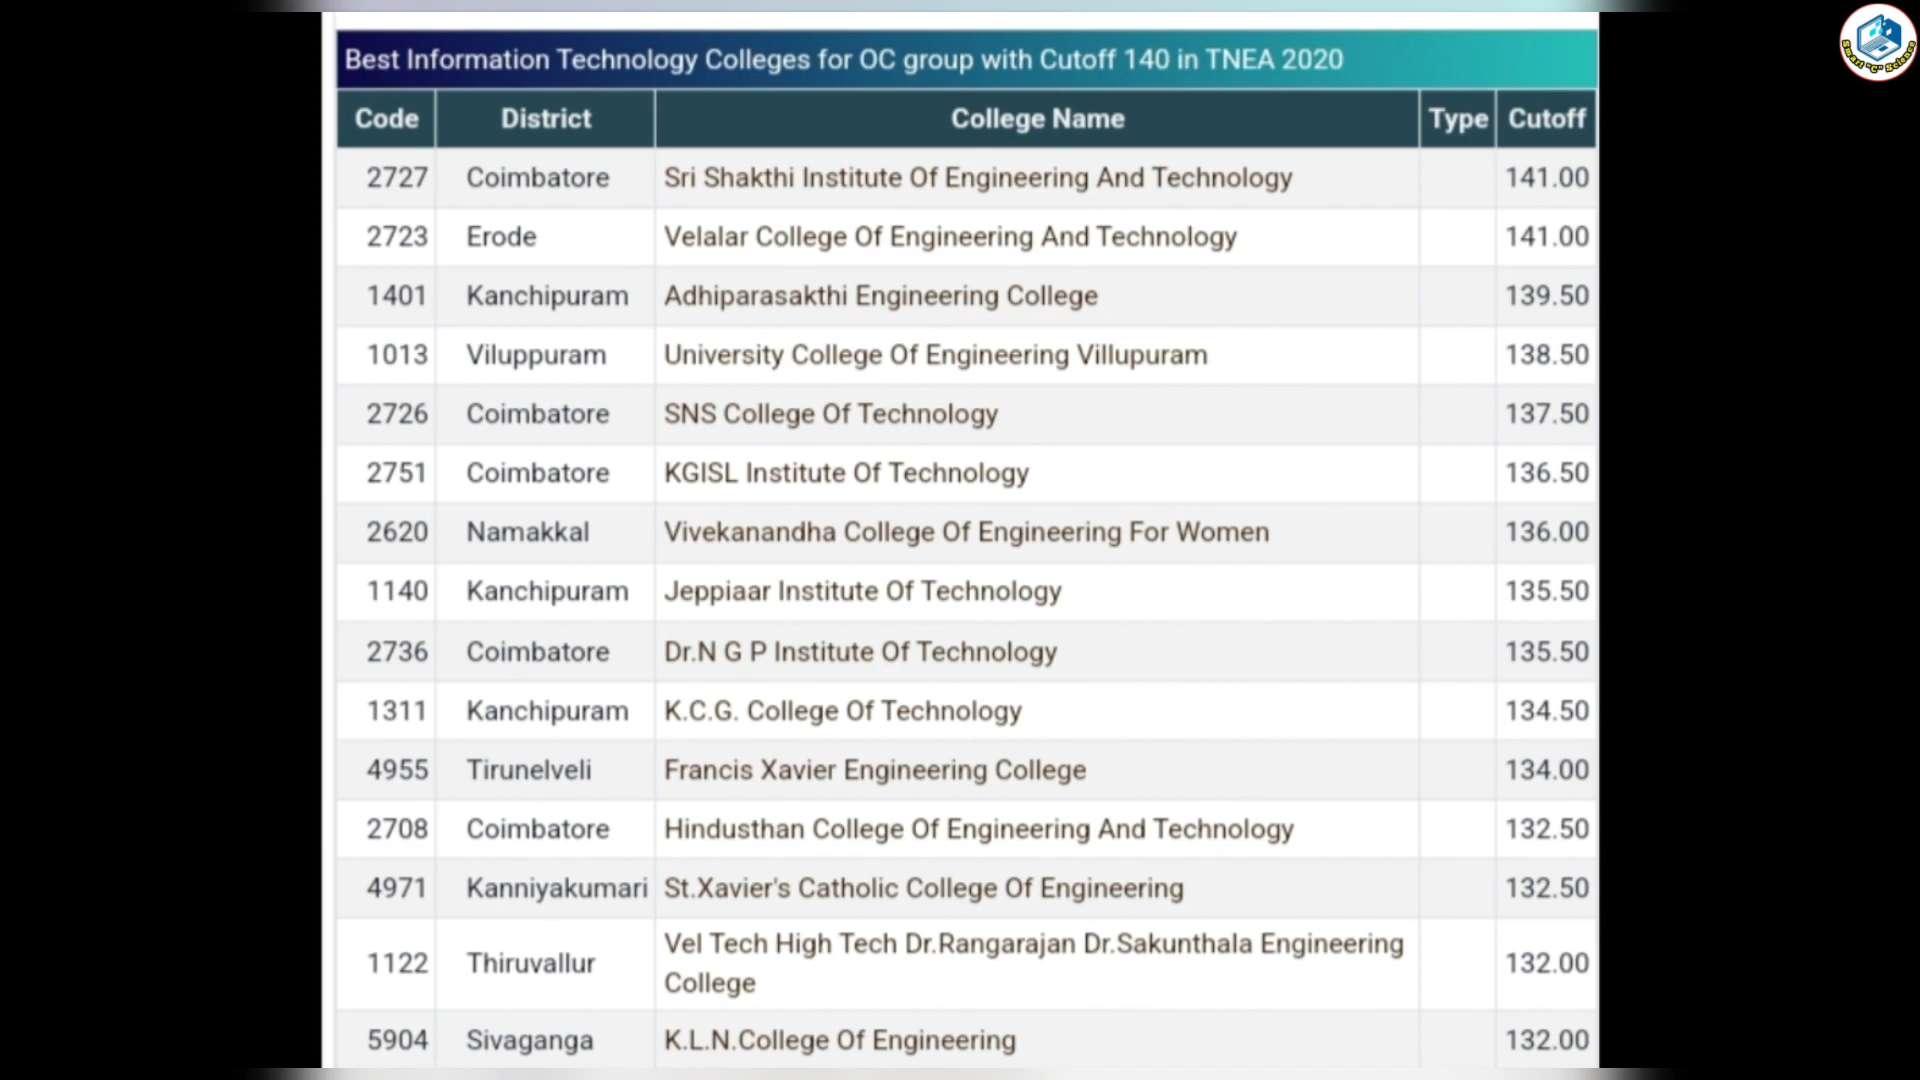 Best Information Technology Colleges for OC group with Cutoff 140 in TNEA 2020
Code District College Name Type Cutoff
2727 Coimbatore Sri Shakthi Institute Of Engineering And Technology 141.00
2723 Erode Velalar College Of Engineering And Technology 141.00
1401 Kanchipuram Adhiparasakthi Engineering College 139.50
1013 Viluppuram University College Of Engineering Villupuram 138.50
2726 Coimbatore SNS College Of Technology 137.50
2751 Coimbatore KGISL Institute Of Technology 136.50
2620 Namakkal Vivekanandha College Of Engineering For Women 136.00
1140 Kanchipuram Jeppiaar Institute Of Technology 135.50
2736 Coimbatore Dr.N G P Institute Of Technology 135.50
1311 Kanchipuram K.C.G. College Of Technology 134.50
4955 Tirunelveli Francis Xavier Engineering College 134.00
2708 Coimbatore Hindusthan College Of Engineering And Technology 132.50
4971 Kanniyakumari St.Xavier's Catholic College Of Engineering 132.50
1122 Thiruvallur Vel Tech High Tech Dr.Rangarajan Dr.Sakunthala Engineering
College 132.00
5904 Sivaganga K.L.N.College Of Engineering 132.00
Smart "C" Science